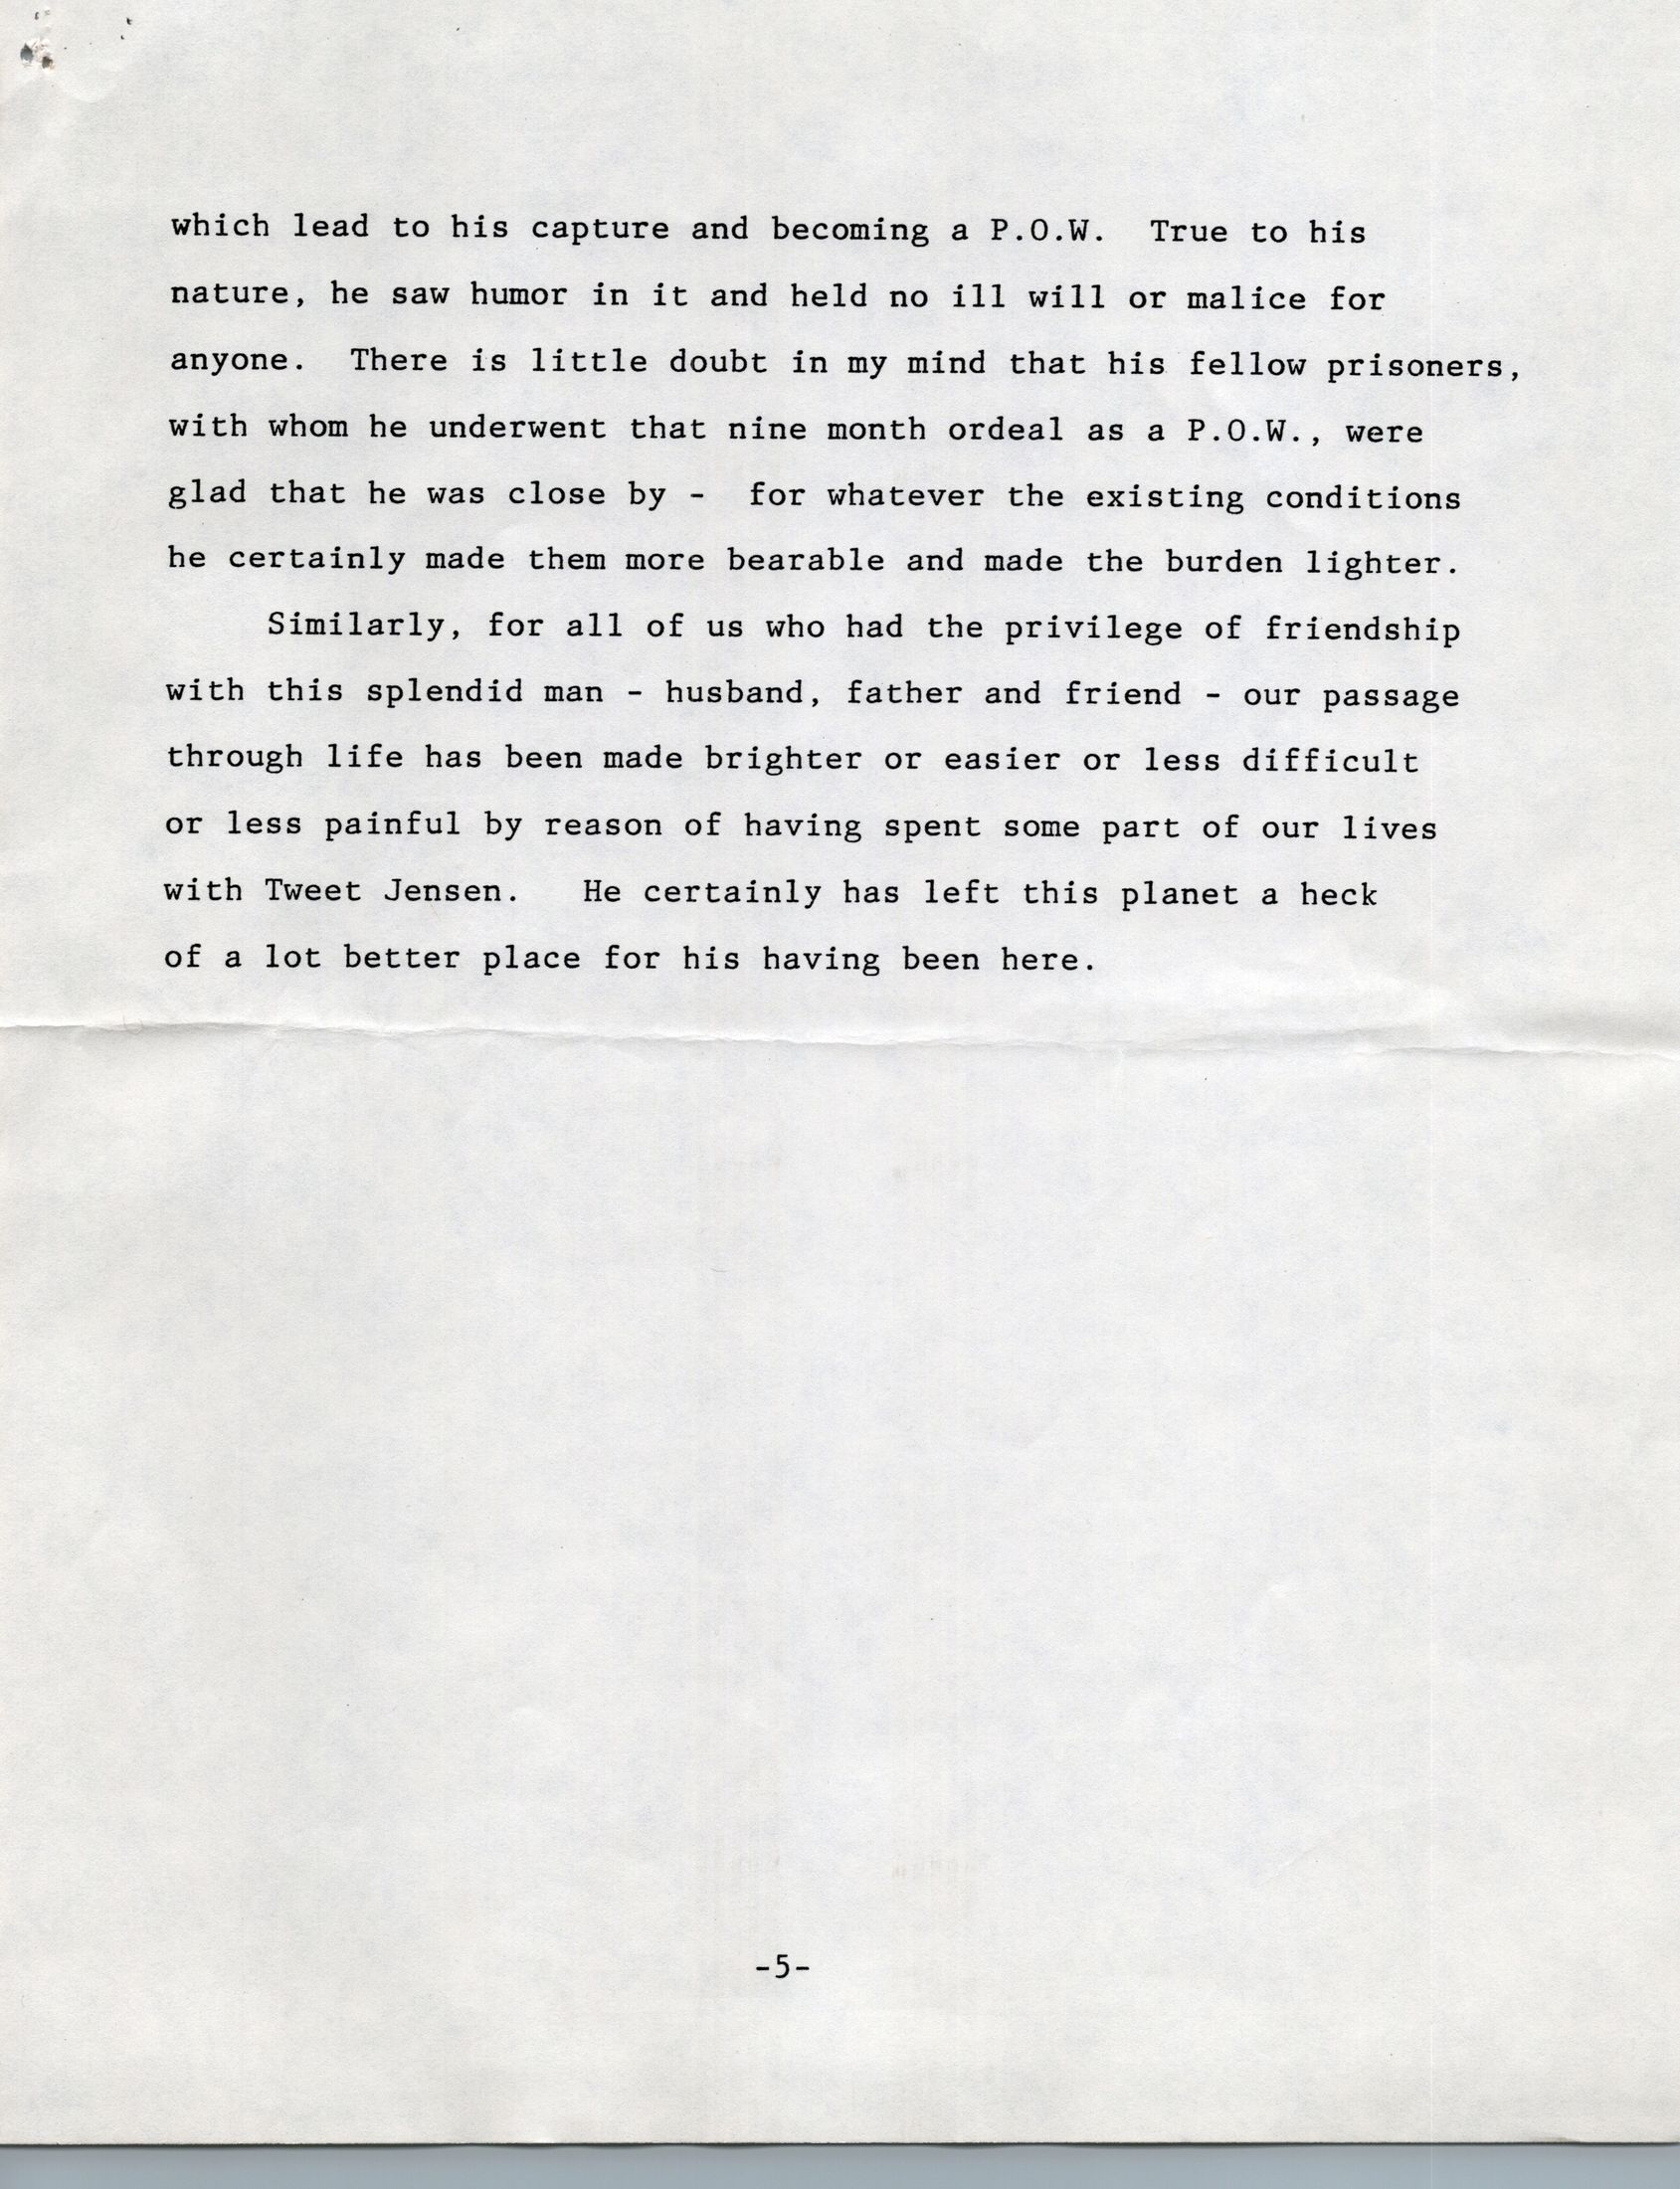 which lead to his capture and becoming a P.O.W.  True to his
nature, he saw humor in it and held no ill will or malice for
anyone.  There is little doubt in my mind that his fellow prisoners,
with whom he underwent that nine month ordeal as a P.O.W., were
glad that he was close by -  for whatever the existing conditions
he certainly made them more bearable and made the burden lighter.
Similarly, for all of us who had the privilege of friendship
with this splendid man - husband, father and friend - our passage
through life has been made brighter or easier or less difficult
or less painful by reason of having spent some part of our lives
with Tweet Jensen.   He certainly has left this planet a heck
of a lot better place for his having been here.
-5-